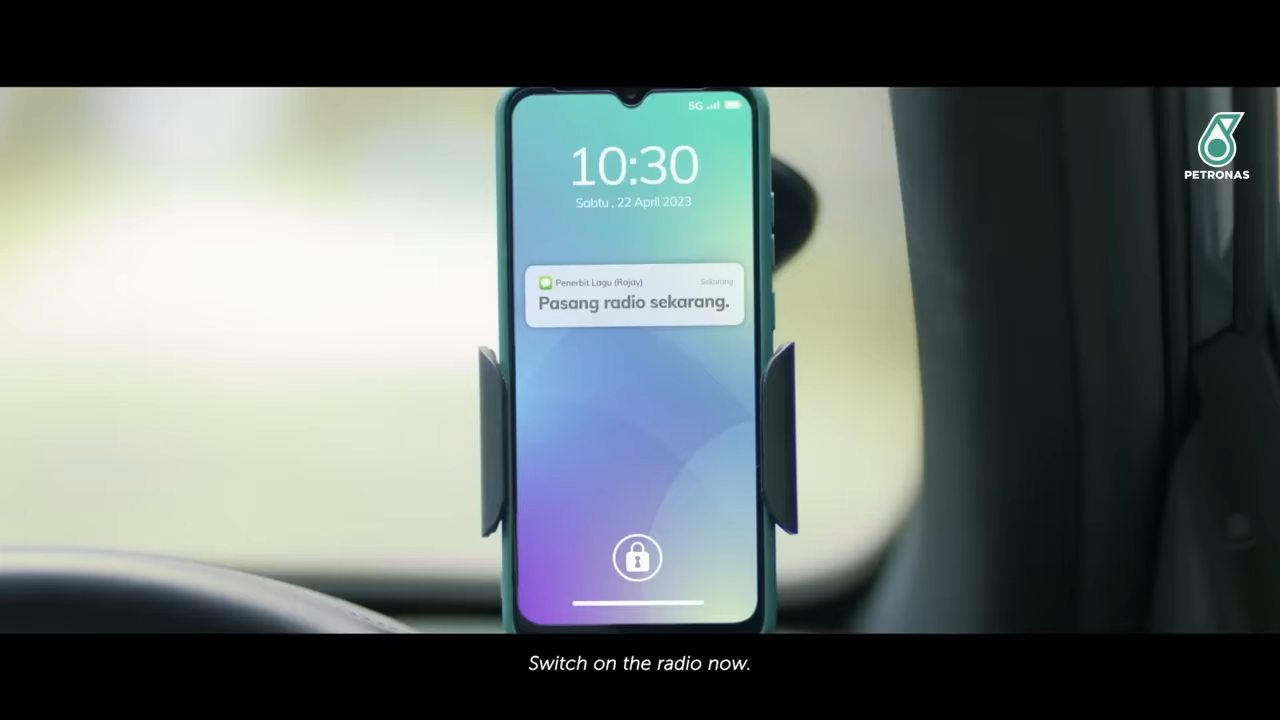 5G
PETRONAS
10:30
Sabtu , 22 April 2023
Penerbit Lagu (Rojay)
Sekarang
Pasang radio sekarang.
Switch on the radio now.